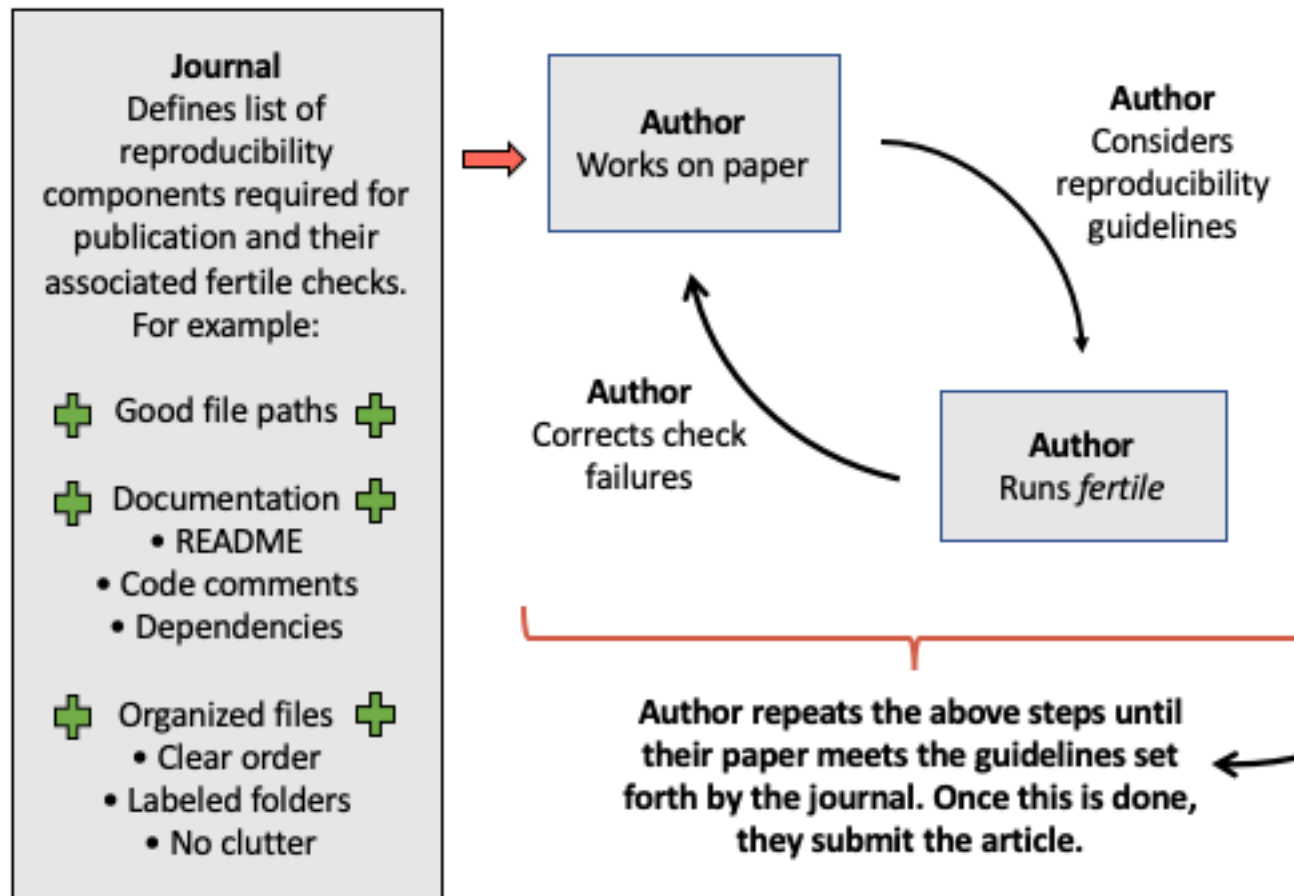 Journal
Defines list of
reproducibility
components required for
publication and their
associated fertile checks.
For example:
Good file paths
Documentation
• README
• Code comments
• Dependencies
Organized files
• Clear order
• Labeled folders
• No clutter
Author
Works on paper
Author
Considers
reproducibility
guidelines
Author
Corrects check
failures
Author
Runs fertile
Author repeats the above steps until
their paper meets the guidelines set
forth by the journal. Once this is done,
they submit the article.